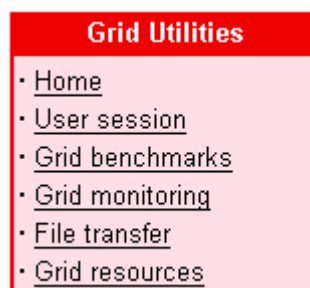 Grid Utilities
· Home
· User session
· Grid benchmarks
· Grid monitoring
· File transfer
· Grid resources